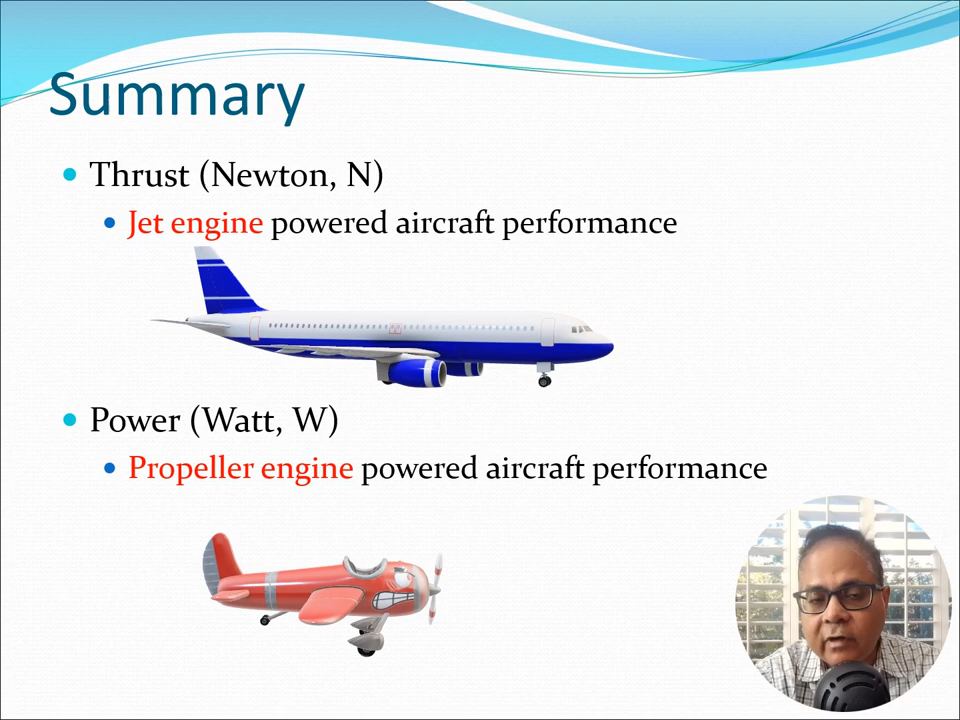 Summary
Thrust (Newton, N)
Jet engine powered aircraft performance
Power (Watt, W)
Propeller engine powered aircraft performance